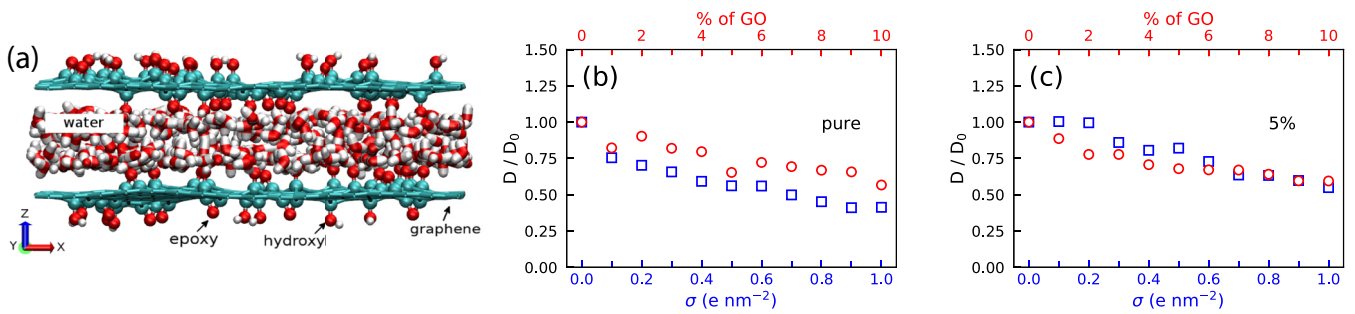 (a)
water
epoxy
hydroxyl
graphene
Z
Y
X
% of GO
0 2 4 6 8 10
1.50
1.25
1.00
0.75
0.50
0.25
0.00
D / D₀
(b)
pure
0.0 0.2 0.4 0.6 0.8 1.0
σ (e nm⁻²)
% of GO
0 2 4 6 8 10
1.50
1.25
1.00
0.75
0.50
0.25
0.00
D / D₀
(c)
5%
0.0 0.2 0.4 0.6 0.8 1.0
σ (e nm⁻²)